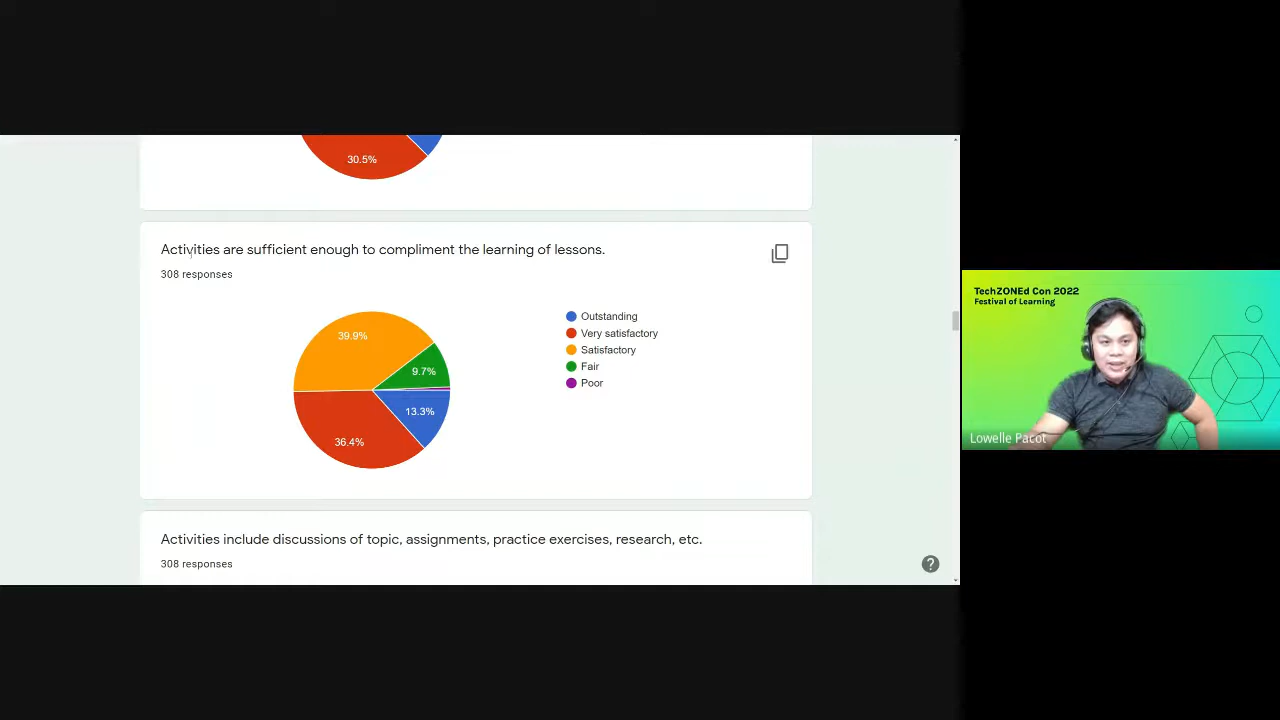 30.5%
Activities are sufficient enough to compliment the learning of lessons.
308 responses
39.9%
9.7%
13.3%
36.4%
Outstanding
Very satisfactory
Satisfactory
Fair
Poor
Activities include discussions of topic, assignments, practice exercises, research, etc.
308 responses
?
TechZONEd Con 2022
Festival of Learning
Lowelle Pacot